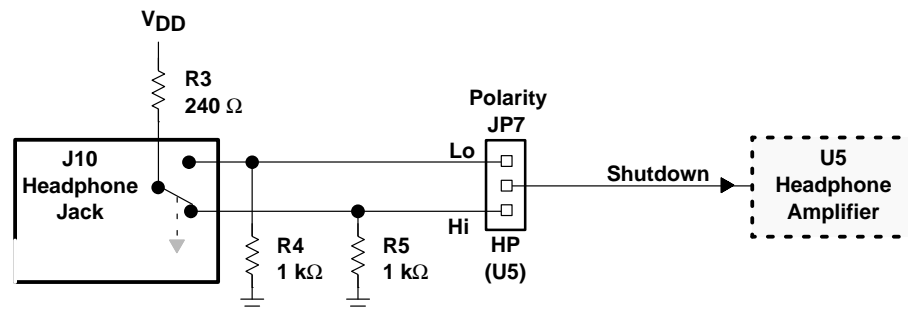 VDD
R3
240 Ω
Polarity
JP7
J10
Headphone
Jack
Lo
Shutdown
U5
Headphone
Amplifier
Hi
R4
1 kΩ
R5
1 kΩ
HP
(U5)